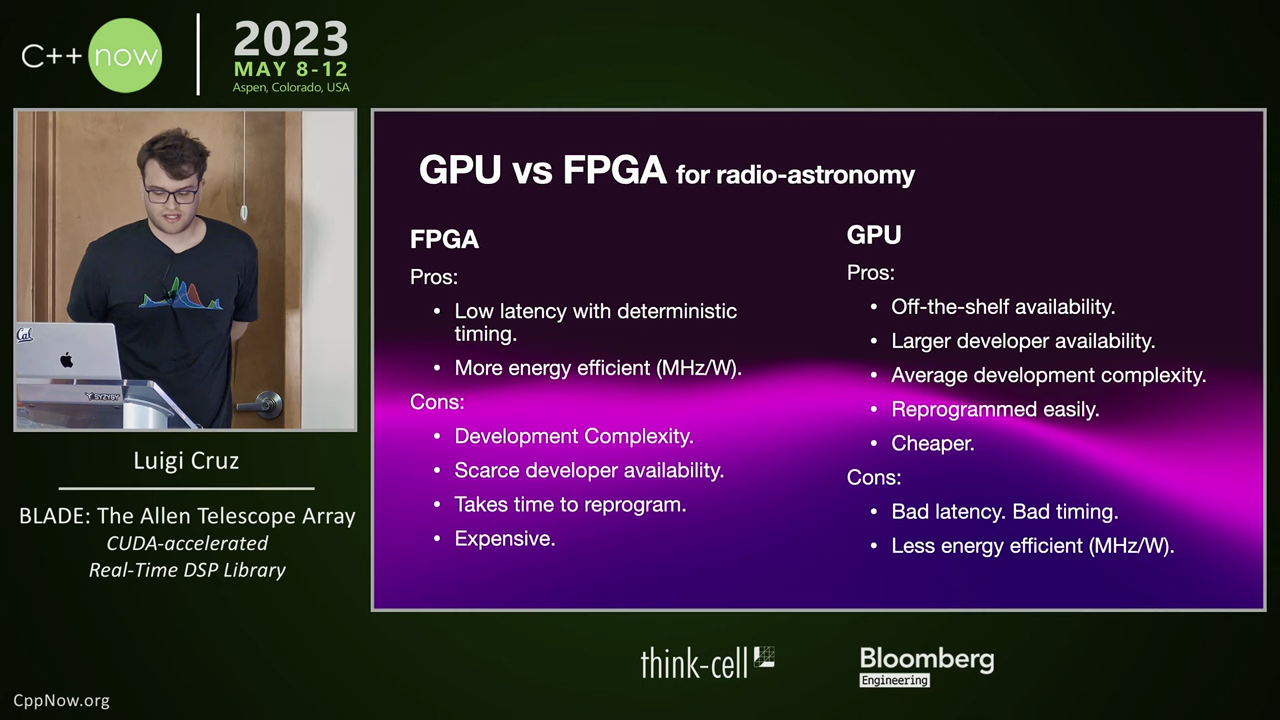 C++ now
2023
MAY 8-12
Aspen, Colorado, USA
Cal
SYZYGY
Luigi Cruz
BLADE: The Allen Telescope Array
CUDA-accelerated
Real-Time DSP Library
GPU vs FPGA for radio-astronomy
FPGA
Pros:
• Low latency with deterministic
timing.
• More energy efficient (MHz/W).
Cons:
• Development Complexity.
• Scarce developer availability.
• Takes time to reprogram.
• Expensive.
GPU
Pros:
• Off-the-shelf availability.
• Larger developer availability.
• Average development complexity.
• Reprogrammed easily.
• Cheaper.
Cons:
• Bad latency. Bad timing.
• Less energy efficient (MHz/W).
think-cell
Bloomberg
Engineering
CppNow.org